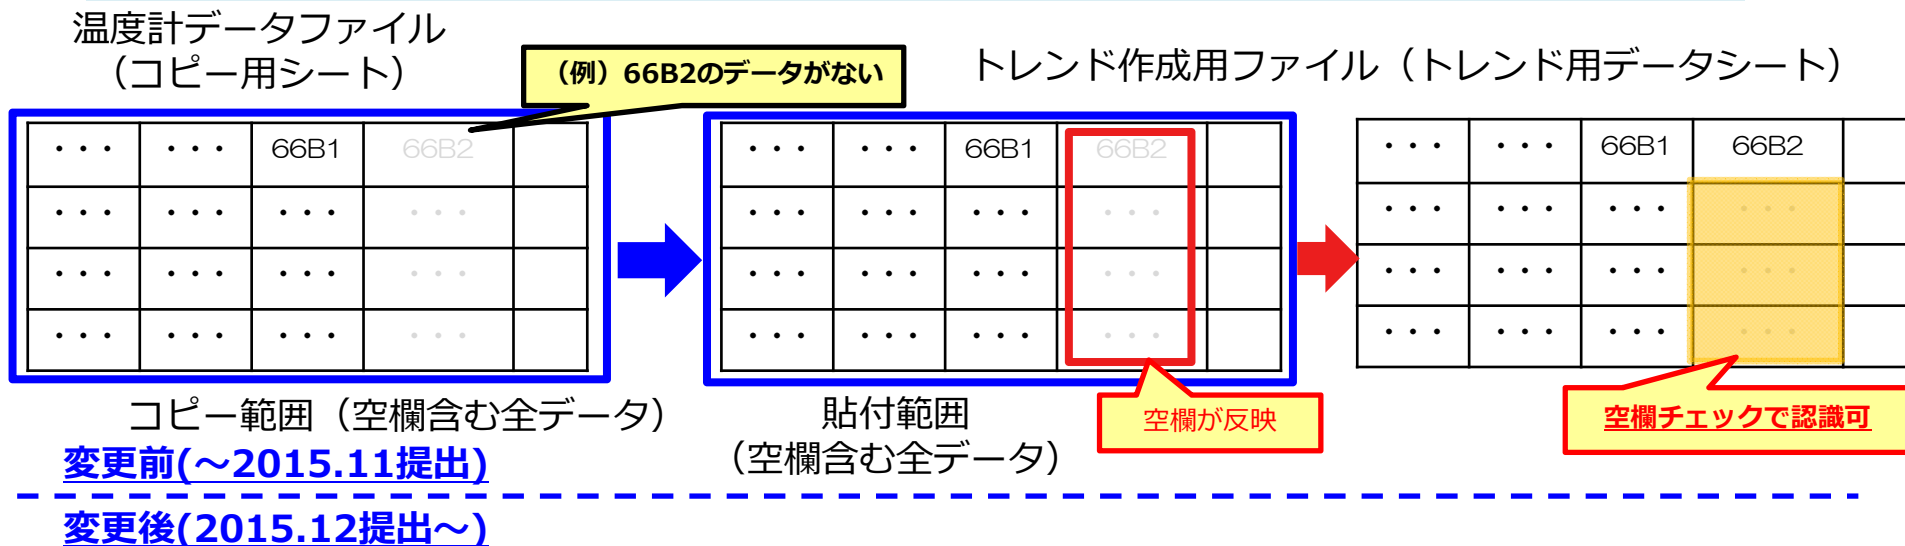 温度計データファイル
（コピー用シート）
（例）66B2のデータがない
トレンド作成用ファイル（トレンド用データシート）
・・・ ・・・ 66B1 66B2
・・・ ・・・ ・・・ ・・・
・・・ ・・・ ・・・ ・・・
・・・ ・・・ ・・・ ・・・
・・・ ・・・ 66B1 66B2
・・・ ・・・ ・・・ ・・・
・・・ ・・・ ・・・ ・・・
・・・ ・・・ ・・・ ・・・
・・・ ・・・ 66B1 66B2
・・・ ・・・ ・・・ ・・・
・・・ ・・・ ・・・ ・・・
・・・ ・・・ ・・・ ・・・
コピー範囲（空欄含む全データ）
貼付範囲
（空欄含む全データ）
空欄が反映
空欄チェックで認識可
変更前(～2015.11提出)
変更後(2015.12提出～)